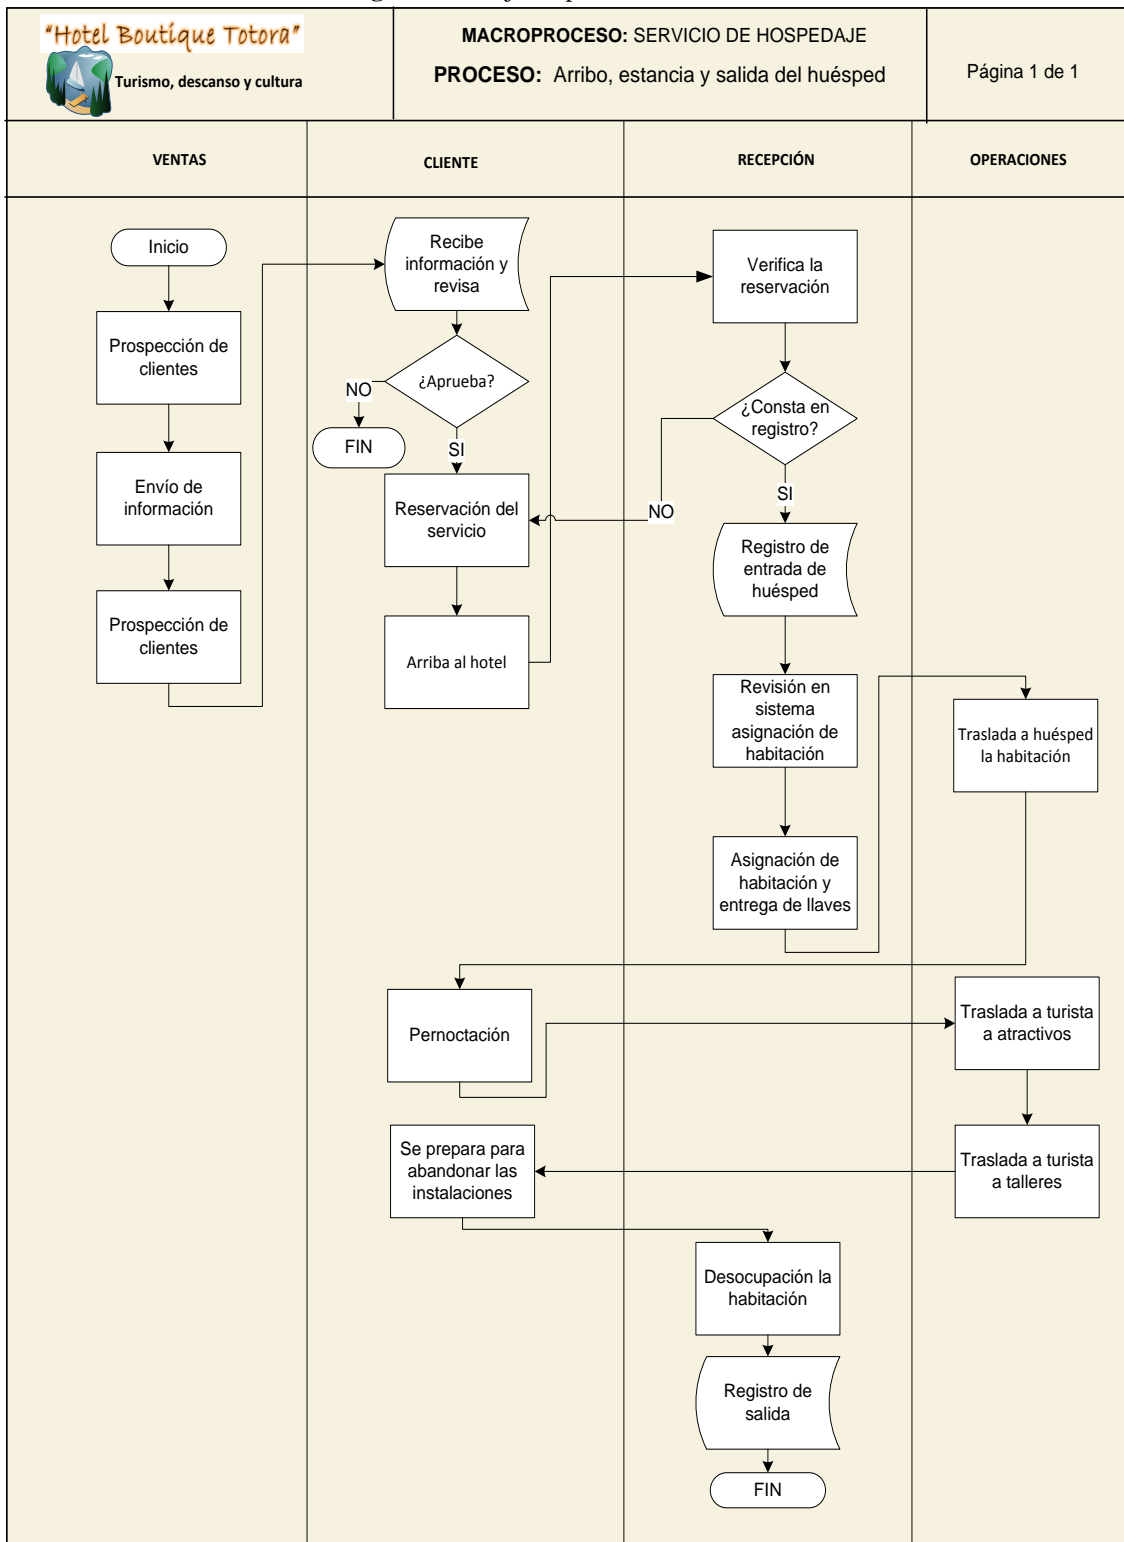 "Hotel Boutique Totora"
Turismo, descanso y cultura
MACROPROCESO: SERVICIO DE HOSPEDAJE
PROCESO: Arribo, estancia y salida del huésped
Página 1 de 1
VENTAS
CLIENTE
RECEPCIÓN
OPERACIONES
Inicio
Prospección de
clientes
Envío de
información
Prospección de
clientes
Recibe
información y
revisa
¿Aprueba?
NO
FIN
SI
Reservación del
servicio
Arriba al hotel
Verifica la
reservación
¿Consta en
registro?
NO
SI
Registro de
entrada de
huésped
Revisión en
sistema
asignación de
habitación
Asignación de
habitación y
entrega de llaves
Traslada a huésped
la habitación
Pernoctación
Traslada a turista
a atractivos
Traslada a turista
a talleres
Se prepara para
abandonar las
instalaciones
Desocupación la
habitación
Registro de
salida
FIN